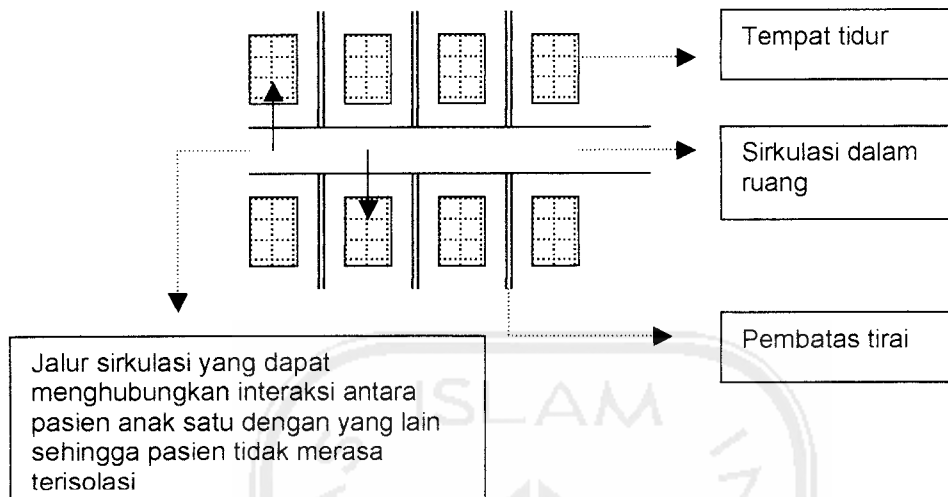 Tempat tidur
Sirkulasi dalam
ruang
Pembatas tirai
Jalur sirkulasi yang dapat
menghubungkan interaksi antara
pasien anak satu dengan yang lain
sehingga pasien tidak merasa
terisolasi
ISLAM